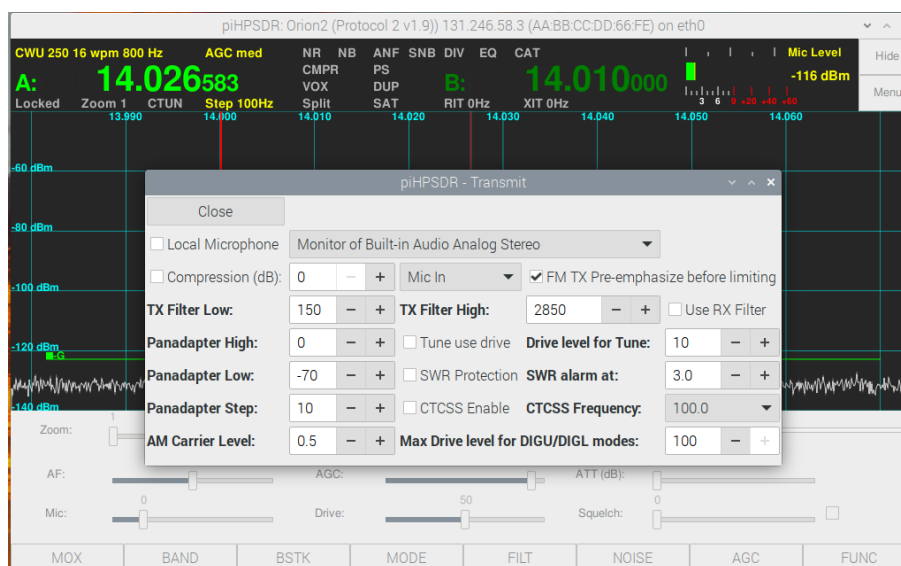 piHPSDR: Orion2 (Protocol 2 v1.9)) 131.246.58.3 (AA:BB:CC:DD:66:FE) on eth0
CWU 250 16 wpm 800 Hz AGC med NR NB ANF SNB DIV EQ CAT Mic Level Hide
CMPR PS
A: 14.026583 VOX DUP B: 14.010000 -116 dBm
Menu
Locked Zoom 1 CTUN Step 100Hz Split SAT RIT 0Hz XIT 0Hz 3 6 9 +20 +40 +60
13.990 14.000 14.010 14.020 14.030 14.040 14.050 14.060
-60 dBm
piHPSDR - Transmit
Close
-80 dBm
Local Microphone Monitor of Built-in Audio Analog Stereo
Compression (dB): 0 - + Mic In FM TX Pre-emphasize before limiting
-100 dBm
TX Filter Low: 150 - + TX Filter High: 2850 - + Use RX Filter
Panadapter High: 0 - + Tune use drive Drive level for Tune: 10 - +
-120 dBm
-G
Panadapter Low: -70 - + SWR Protection SWR alarm at: 3.0 - +
Panadapter Step: 10 - + CTCSS Enable CTCSS Frequency: 100.0
-140 dBm
1
Zoom:
AM Carrier Level: 0.5 - + Max Drive level for DIGU/DIGL modes: 100 - +
AF: AGC: ATT (dB):
0 50 0
Mic: Drive: Squelch:
MOX BAND BSTK MODE FILT NOISE AGC FUNC